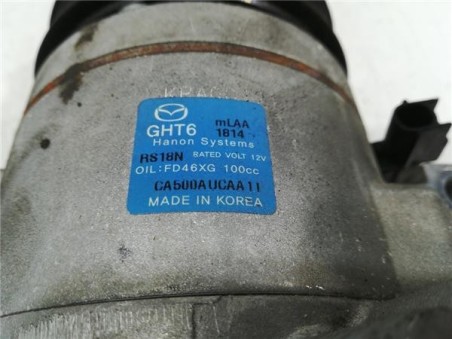 GHT6 mLAA
1814
Hanon Systems
RS18N RATED VOLT 12V
OIL:FD46XG 100cc
CA500AUCAA11
MADE IN KOREA